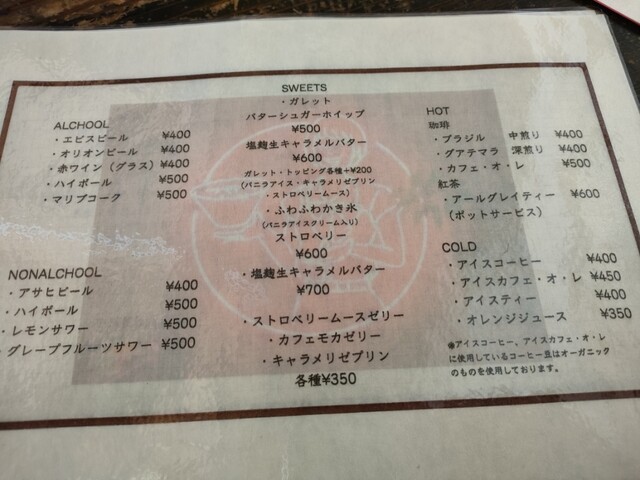 SWEETS
・ガレット
バターシュガーホイップ
¥500
塩麹生キャラメルバター
¥600
ガレット・トッピング各種+¥200
(バニラアイス・キャラメリゼプリン
・ストロベリームース)
・ふわふわかき氷
(バニラアイスクリーム入り)
ストロベリー
¥600
・塩麹生キャラメルバター
¥700
・ストロベリームースゼリー
・カフェモカゼリー
・キャラメリゼプリン
各種¥350
ALCHOOL
・エビスビール ¥400
・オリオンビール ¥400
・赤ワイン(グラス) ¥400
・ハイボール ¥500
・マリブコーク ¥500
NONALCHOOL
・アサヒビール ¥400
・ハイボール ¥500
・レモンサワー ¥500
・グレープフルーツサワー ¥500
HOT
珈琲
・ブラジル 中煎り ¥400
・グアテマラ 深煎り ¥400
・カフェ・オ・レ ¥500
紅茶
・アールグレイティー ¥600
(ポットサービス)
COLD
・アイスコーヒー ¥400
・アイスカフェ・オ・レ ¥450
・アイスティー ¥400
・オレンジジュース ¥350
※アイスコーヒー、アイスカフェ・オ・レ
に使用しているコーヒー豆はオーガニック
のものを使用しております。